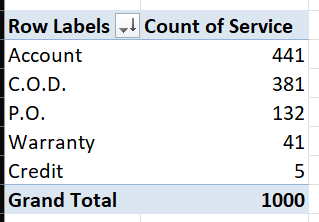 Row Labels Count of Service
Account 441
C.O.D. 381
P.O. 132
Warranty 41
Credit 5
Grand Total 1000